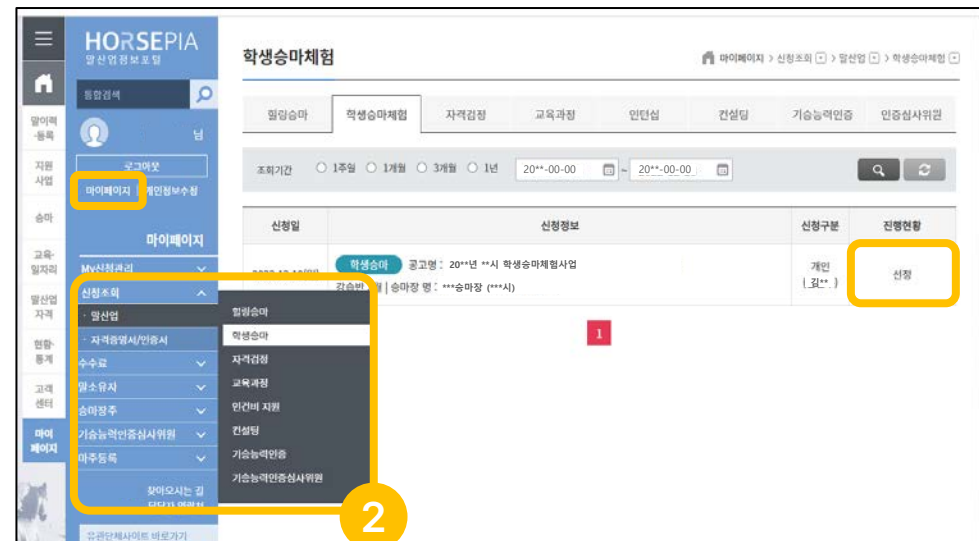 HORSEPIA
말산업정보포털
통합검색
님
로그아웃
마이페이지 | 개인정보수정
마이페이지
My신청관리
신청조회
· 말산업
· 자격증명서/인증서
수수료
말소유자
승마장주
기승능력인증심사위원
마주등록
찾아오시는 길
담당자 연락처
유관단체사이트 바로가기
말이력
·등록
지원
사업
승마
교육·
일자리
말산업
자격
현황·
통계
고객
센터
마이
페이지
힐링승마
학생승마
자격검정
교육과정
인건비 지원
컨설팅
기승능력인증
기승능력인증심사위원
2
학생승마체험
마이페이지 > 신청조회 > 말산업 > 학생승마체험
힐링승마 학생승마체험 자격검정 교육과정 인턴십 컨설팅 기승능력인증 인증심사위원
조회기간 1주일 1개월 3개월 1년 20**-00-00 ~ 20**-00-00
신청일 신청정보 신청구분 진행현황
학생승마 공고명 : 20**년 **시 학생승마체험사업
강습반 | 승마장 명 : ***승마장 (***시)
개인
( 김** )
선정
1